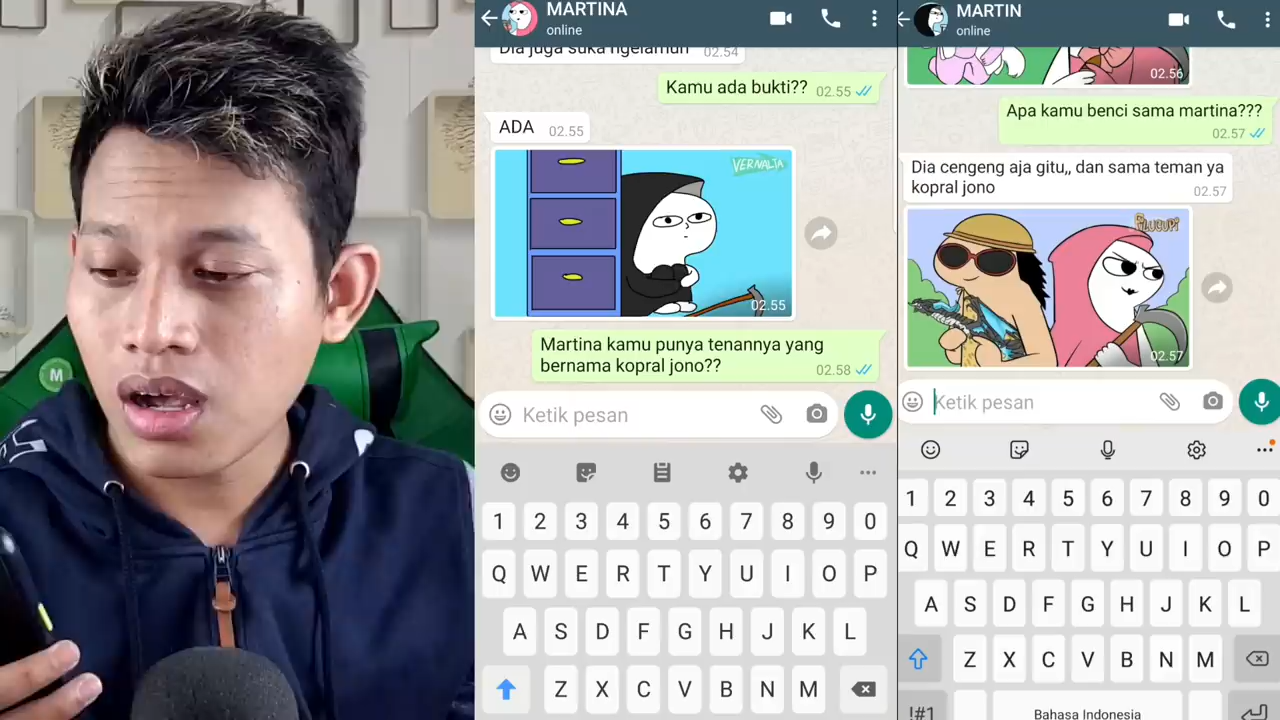 MARTINA
online
Dia juga suka ngelamun 02.54
Kamu ada bukti?? 02.55
ADA 02.55
VERNALTA
02.55
Martina kamu punya tenannya yang
bernama kopral jono?? 02.58
Ketik pesan
1 2 3 4 5 6 7 8 9 0
Q W E R T Y U I O P
A S D F G H J K L
Z X C V B N M
M
MARTIN
online
02.56
Apa kamu benci sama martina???
02.57
Dia cengeng aja gitu,, dan sama teman ya
kopral jono 02.57
02.57
Ketik pesan
1 2 3 4 5 6 7 8 9 0
Q W E R T Y U I O P
A S D F G H J K L
Z X C V B N M
!#1 Bahasa Indonesia